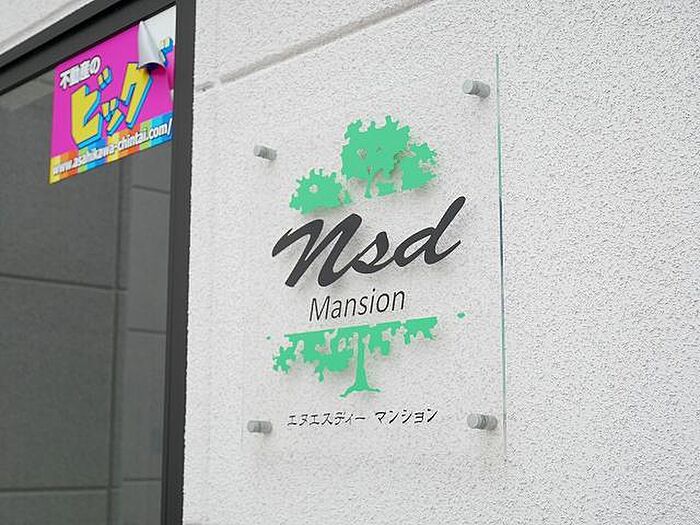 不動産の
ビッグ
www.asahikawa-chintai.com/
nsd
Mansion
エヌエスディー マンション